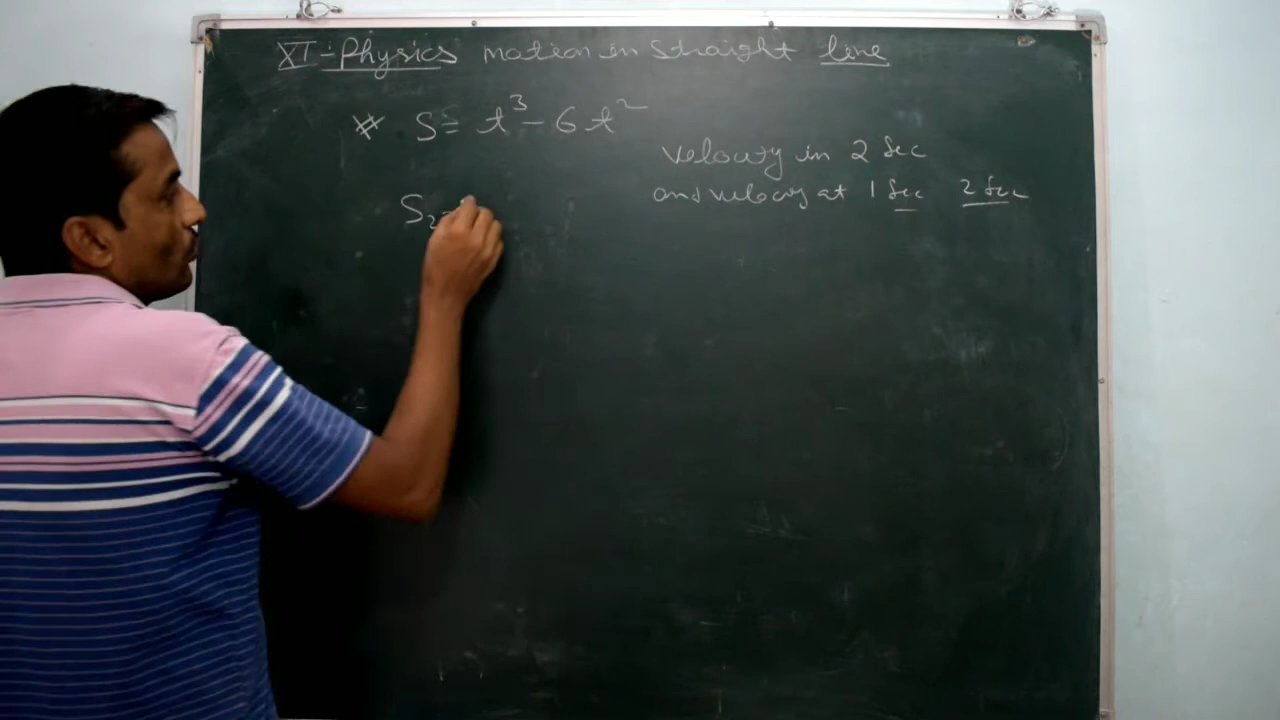 XI - Physics motion in straight line
* S = t³ - 6t²
velocity in 2 sec
and velocity at 1 sec 2 sec
S₂ =